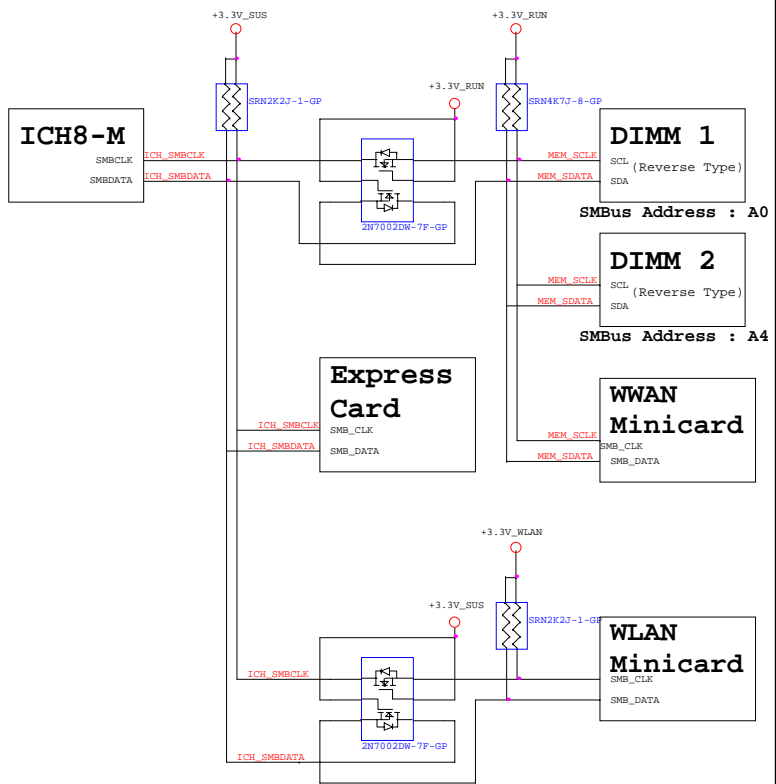 +3.3V_SUS
+3.3V_RUN
+3.3V_RUN
SRN2K2J-1-GP
SRN4K7J-8-GP
ICH8-M
SMBCLK
SMBDATA
ICH_SMBCLK
ICH_SMBDATA
2N7002DW-7F-GP
MEM_SCLK
MEM_SDATA
DIMM 1
SCL
(Reverse Type)
SDA
SMBus Address : A0
DIMM 2
MEM_SCLK
MEM_SDATA
SCL
(Reverse Type)
SDA
SMBus Address : A4
Express
Card
ICH_SMBCLK
ICH_SMBDATA
SMB_CLK
SMB_DATA
WWAN
Minicard
MEM_SCLK
MEM_SDATA
SMB_CLK
SMB_DATA
+3.3V_WLAN
+3.3V_SUS
SRN2K2J-1-GP
WLAN
Minicard
SMB_CLK
SMB_DATA
ICH_SMBCLK
2N7002DW-7F-GP
ICH_SMBDATA